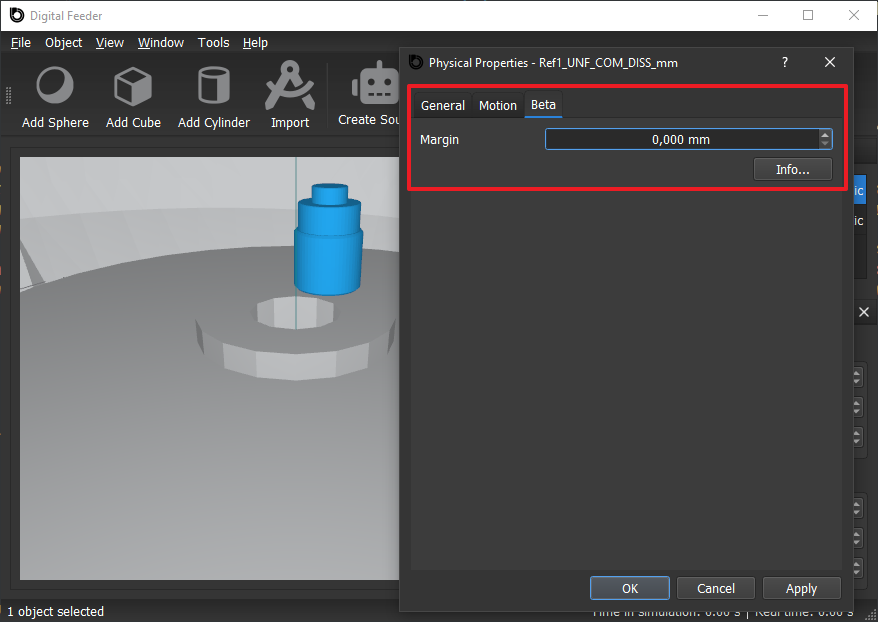 Digital Feeder
File Object View Window Tools Help
Physical Properties - Ref1_UNF_COM_DISS_mm ?
Add Sphere Add Cube Add Cylinder Import Create Sou
General Motion Beta
Margin 0,000 mm
Info...
ic
ic
OK Cancel Apply
1 object selected Time in simulation: 0.00 s | Real time: 0.00 s